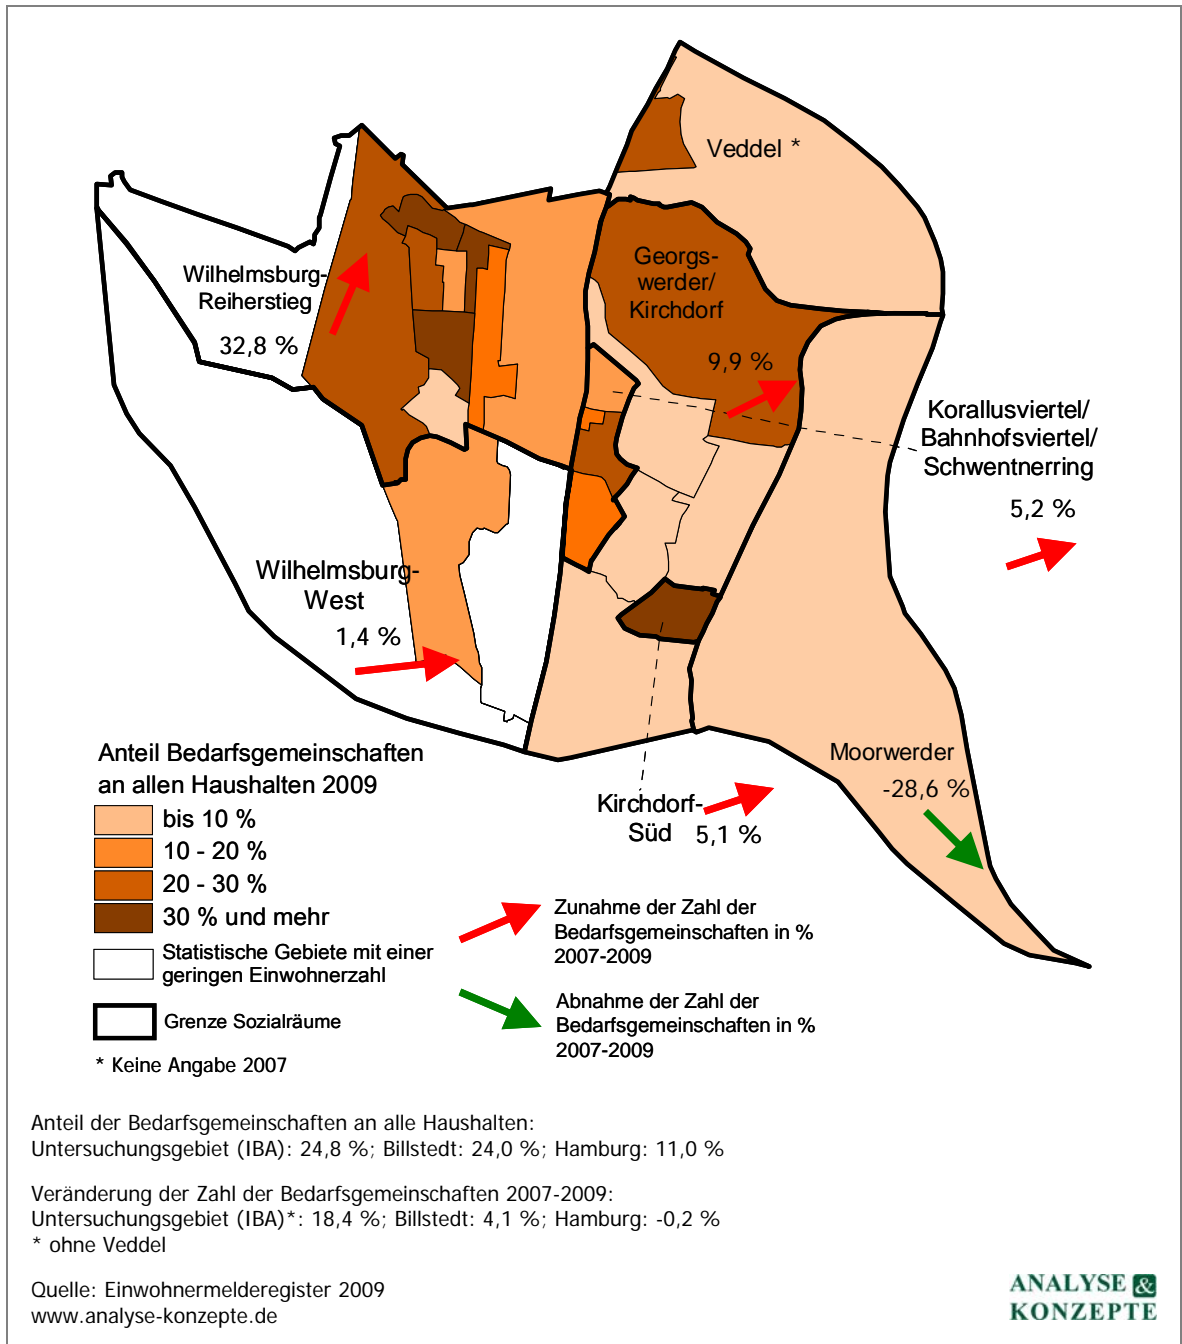 Veddel *
Georgs-
werder/
Kirchdorf
9,9 %
Wilhelmsburg-
Reiherstieg
32,8 %
Korallusviertel/
Bahnhofsviertel/
Schwentnerring
5,2 %
Wilhelmsburg-
West
1,4 %
Moorwerder
-28,6 %
Kirchdorf-
Süd
5,1 %
Anteil Bedarfsgemeinschaften
an allen Haushalten 2009
bis 10 %
10 - 20 %
20 - 30 %
30 % und mehr
Statistische Gebiete mit einer
geringen Einwohnerzahl
Grenze Sozialräume
* Keine Angabe 2007
Zunahme der Zahl der
Bedarfsgemeinschaften in %
2007-2009
Abnahme der Zahl der
Bedarfsgemeinschaften in %
2007-2009
Anteil der Bedarfsgemeinschaften an alle Haushalten:
Untersuchungsgebiet (IBA): 24,8 %; Billstedt: 24,0 %; Hamburg: 11,0 %
Veränderung der Zahl der Bedarfsgemeinschaften 2007-2009:
Untersuchungsgebiet (IBA)*: 18,4 %; Billstedt: 4,1 %; Hamburg: -0,2 %
* ohne Veddel
Quelle: Einwohnermelderegister 2009
www.analyse-konzepte.de
ANALYSE &
KONZEPTE